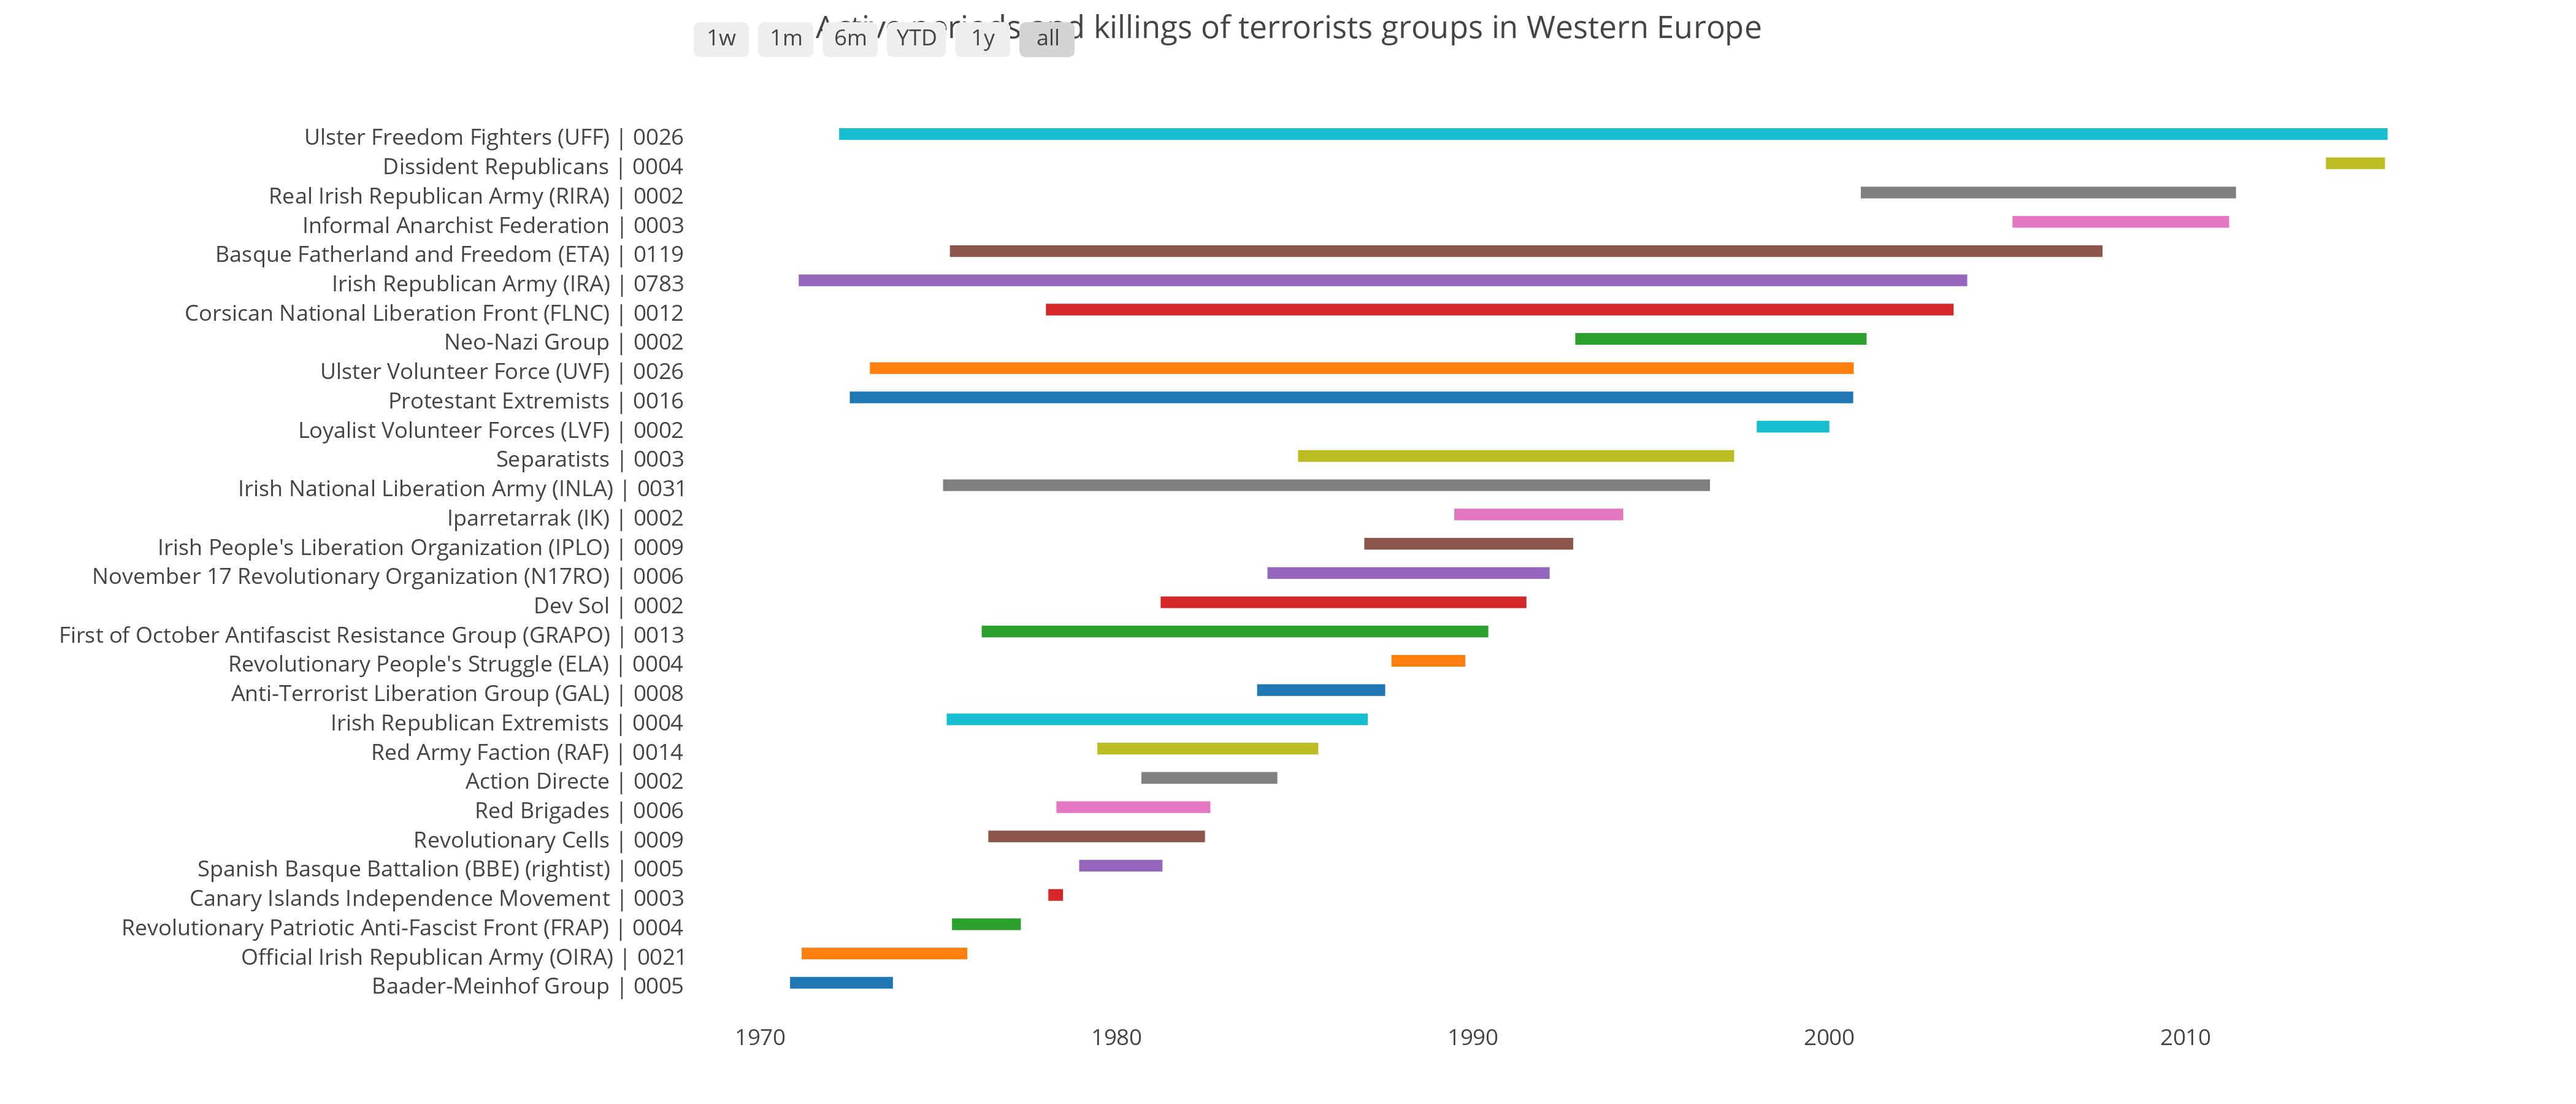 Active periods and killings of terrorists groups in Western Europe
1w 1m 6m YTD 1y all
Ulster Freedom Fighters (UFF) | 0026
Dissident Republicans | 0004
Real Irish Republican Army (RIRA) | 0002
Informal Anarchist Federation | 0003
Basque Fatherland and Freedom (ETA) | 0119
Irish Republican Army (IRA) | 0783
Corsican National Liberation Front (FLNC) | 0012
Neo-Nazi Group | 0002
Ulster Volunteer Force (UVF) | 0026
Protestant Extremists | 0016
Loyalist Volunteer Forces (LVF) | 0002
Separatists | 0003
Irish National Liberation Army (INLA) | 0031
Iparretarrak (IK) | 0002
Irish People's Liberation Organization (IPLO) | 0009
November 17 Revolutionary Organization (N17RO) | 0006
Dev Sol | 0002
First of October Antifascist Resistance Group (GRAPO) | 0013
Revolutionary People's Struggle (ELA) | 0004
Anti-Terrorist Liberation Group (GAL) | 0008
Irish Republican Extremists | 0004
Red Army Faction (RAF) | 0014
Action Directe | 0002
Red Brigades | 0006
Revolutionary Cells | 0009
Spanish Basque Battalion (BBE) (rightist) | 0005
Canary Islands Independence Movement | 0003
Revolutionary Patriotic Anti-Fascist Front (FRAP) | 0004
Official Irish Republican Army (OIRA) | 0021
Baader-Meinhof Group | 0005
1970 1980 1990 2000 2010